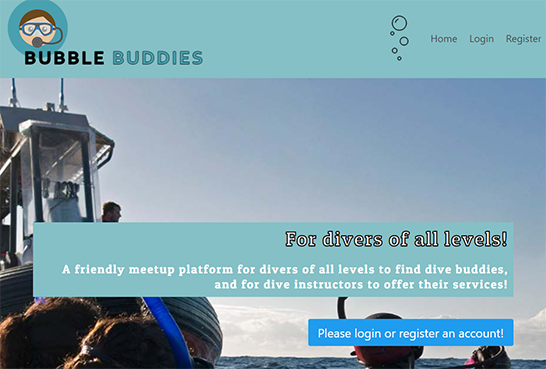 BUBBLE BUDDIES
Home Login Register
For divers of all levels!
A friendly meetup platform for divers of all levels to find dive buddies,
and for dive instructors to offer their services!
Please login or register an account!